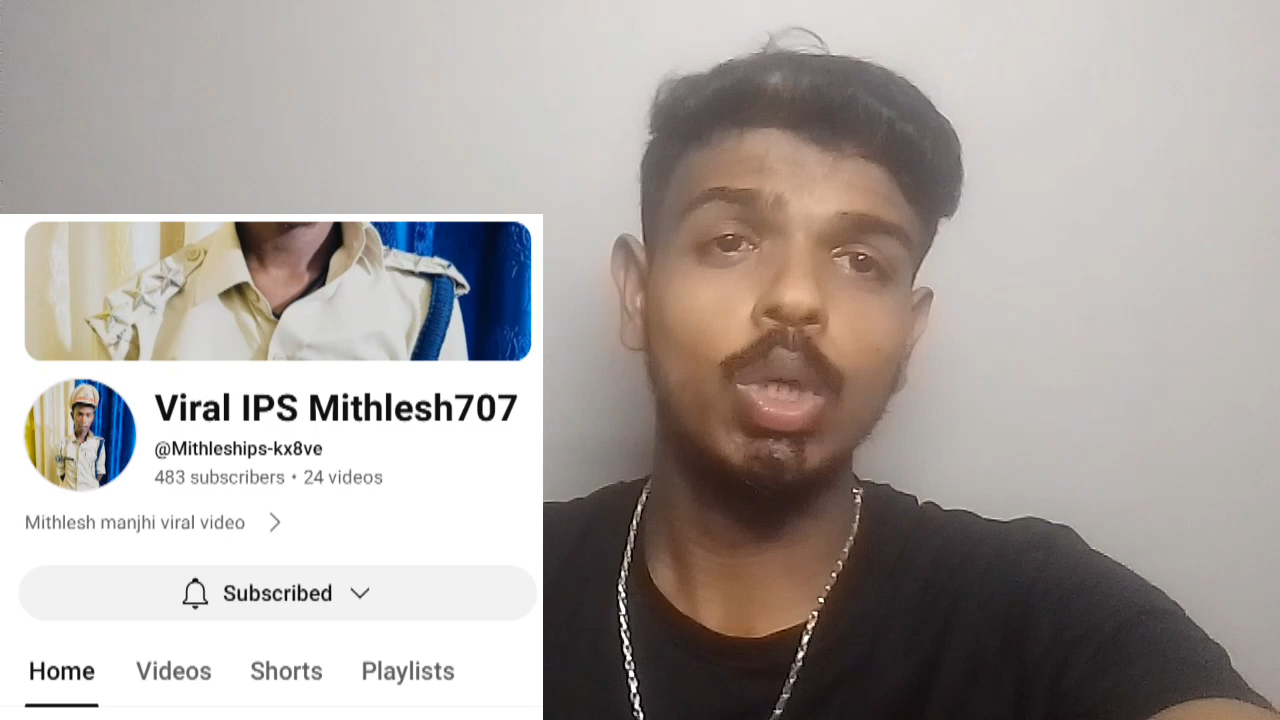 Viral IPS Mithlesh707
@Mithleships-kx8ve
483 subscribers • 24 videos
Mithlesh manjhi viral video
Subscribed
Home Videos Shorts Playlists